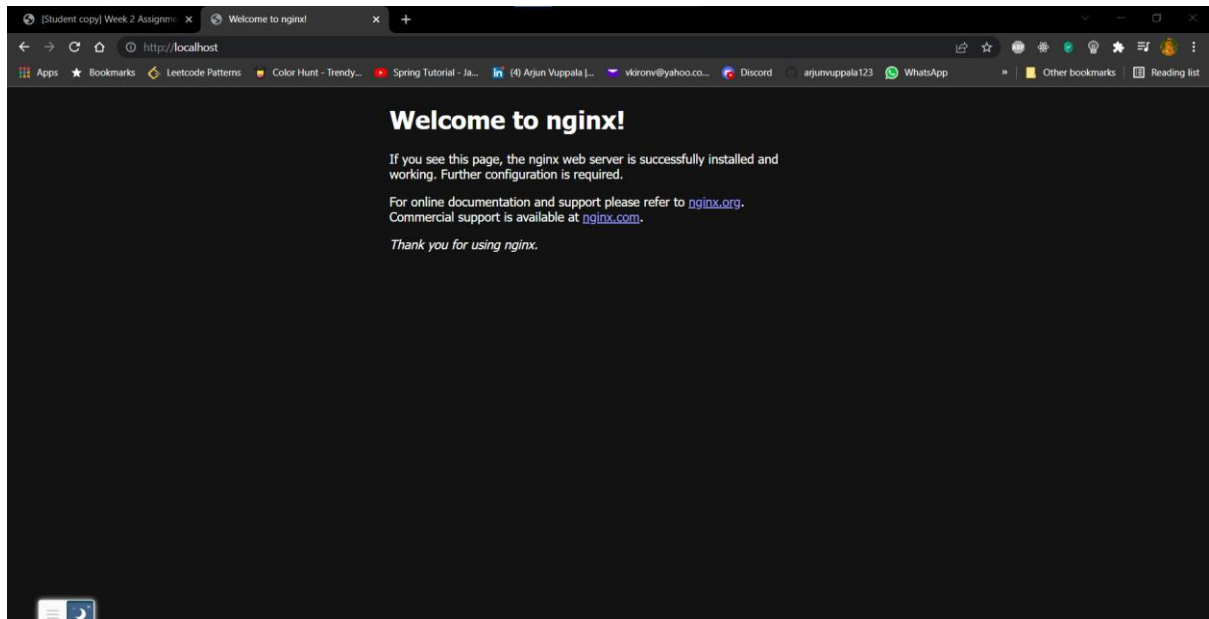 [Student copy] Week 2 Assignme
Welcome to nginx!
http://localhost
Apps Bookmarks Leetcode Patterns Color Hunt - Trendy... Spring Tutorial - Ja... (4) Arjun Vuppala |... vkironv@yahoo.co... Discord arjunvuppala123 WhatsApp » Other bookmarks Reading list
Welcome to nginx!
If you see this page, the nginx web server is successfully installed and
working. Further configuration is required.
For online documentation and support please refer to nginx.org.
Commercial support is available at nginx.com.
Thank you for using nginx.